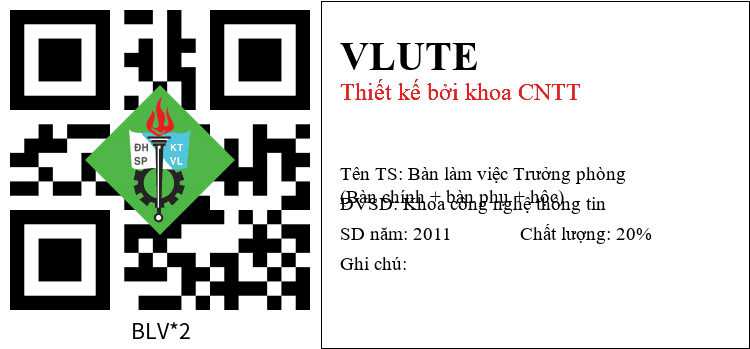 ĐH KT
SP VL
BLV*2
VLUTE
Thiết kế bởi khoa CNTT
Tên TS: Bàn làm việc Trưởng phòng
(Bàn chính + bàn phụ + hộc)
ĐVSD: Khoa công nghệ thông tin
SD năm: 2011 Chất lượng: 20%
Ghi chú: